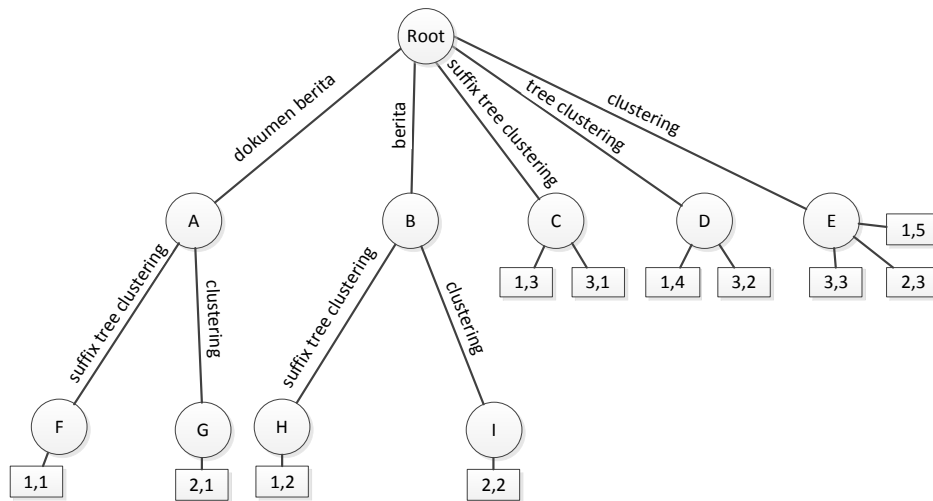 Root
dokumen berita
berita
suffix tree clustering
tree clustering
clustering
A
B
C
D
E
1,5
1,3
3,1
1,4
3,2
3,3
2,3
suffix tree clustering
clustering
suffix tree clustering
clustering
F
G
H
I
1,1
2,1
1,2
2,2